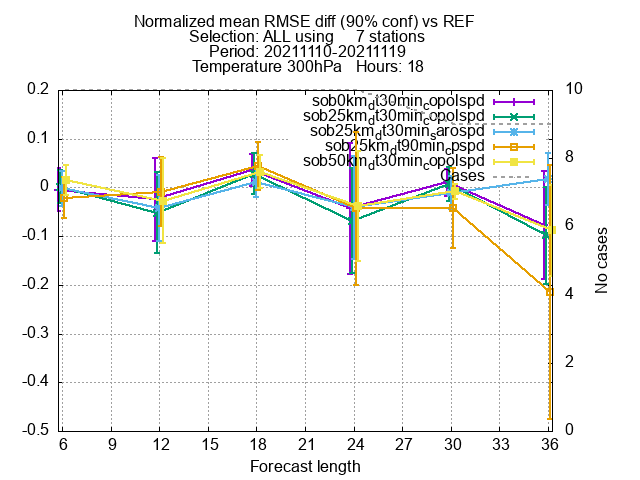 Normalized mean RMSE diff (90% conf) vs REF
Selection: ALL using 7 stations
Period: 20211110-20211119
Temperature 300hPa Hours: 18
sob0km_dt30min_copolspd
sob25km_dt30min_copolspd
sob25km_dt30min_sarospd
sob25km_dt90min_cpspd
sob50km_dt30min_opolspd
Cases
0.2
0.1
0
-0.1
-0.2
-0.3
-0.4
-0.5
10
8
6
4
2
0
No cases
6 9 12 15 18 21 24 27 30 33 36
Forecast length